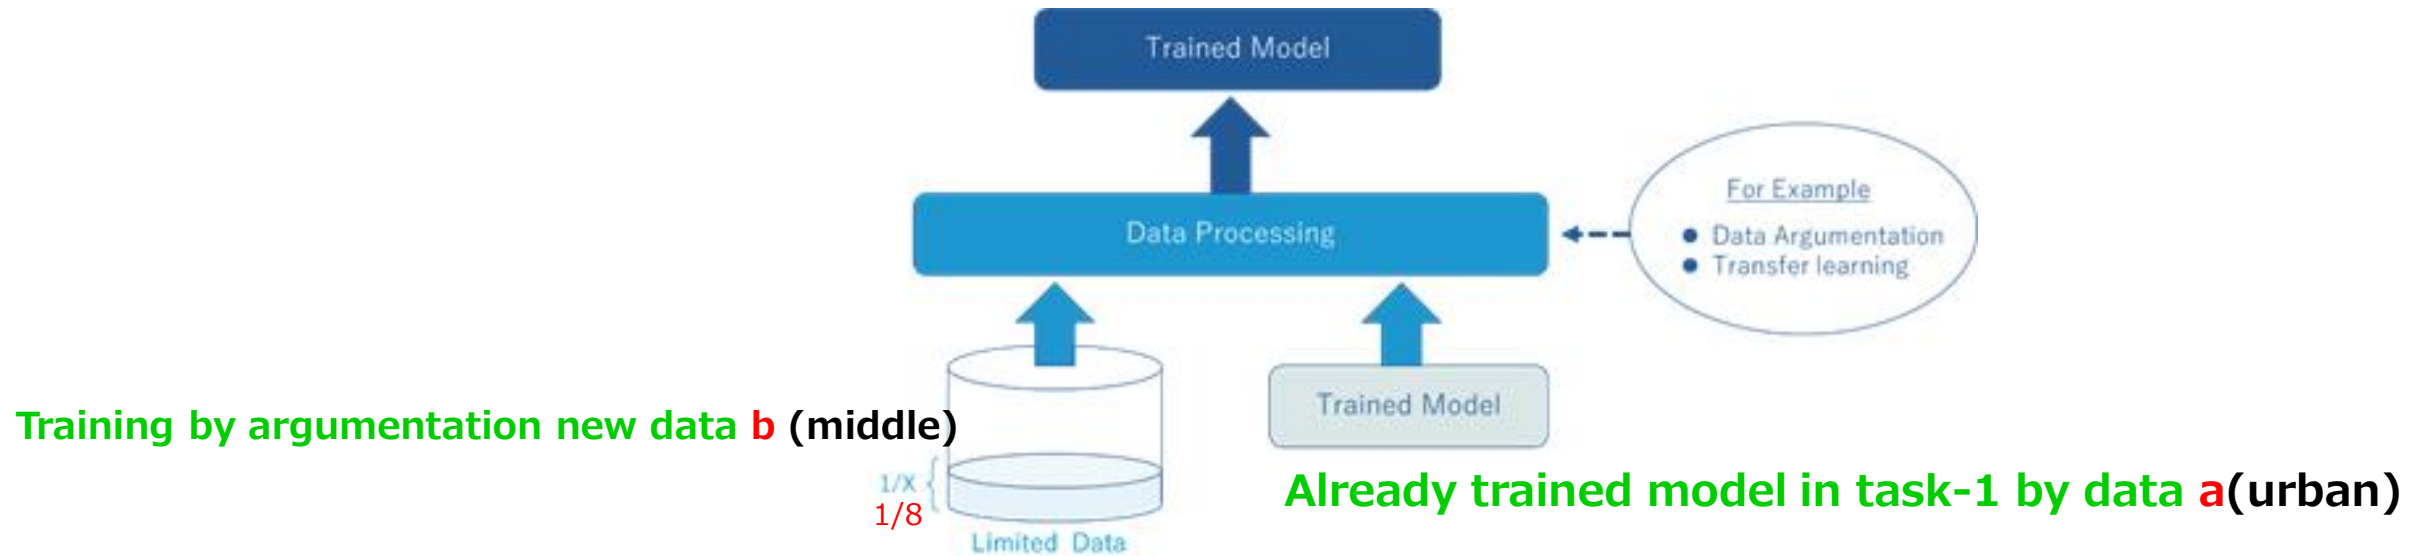 Trained Model
Data Processing
For Example
● Data Argumentation
● Transfer learning
Trained Model
Training by argumentation new data b (middle)
1/X
1/8
Already trained model in task-1 by data a(urban)
Limited Data